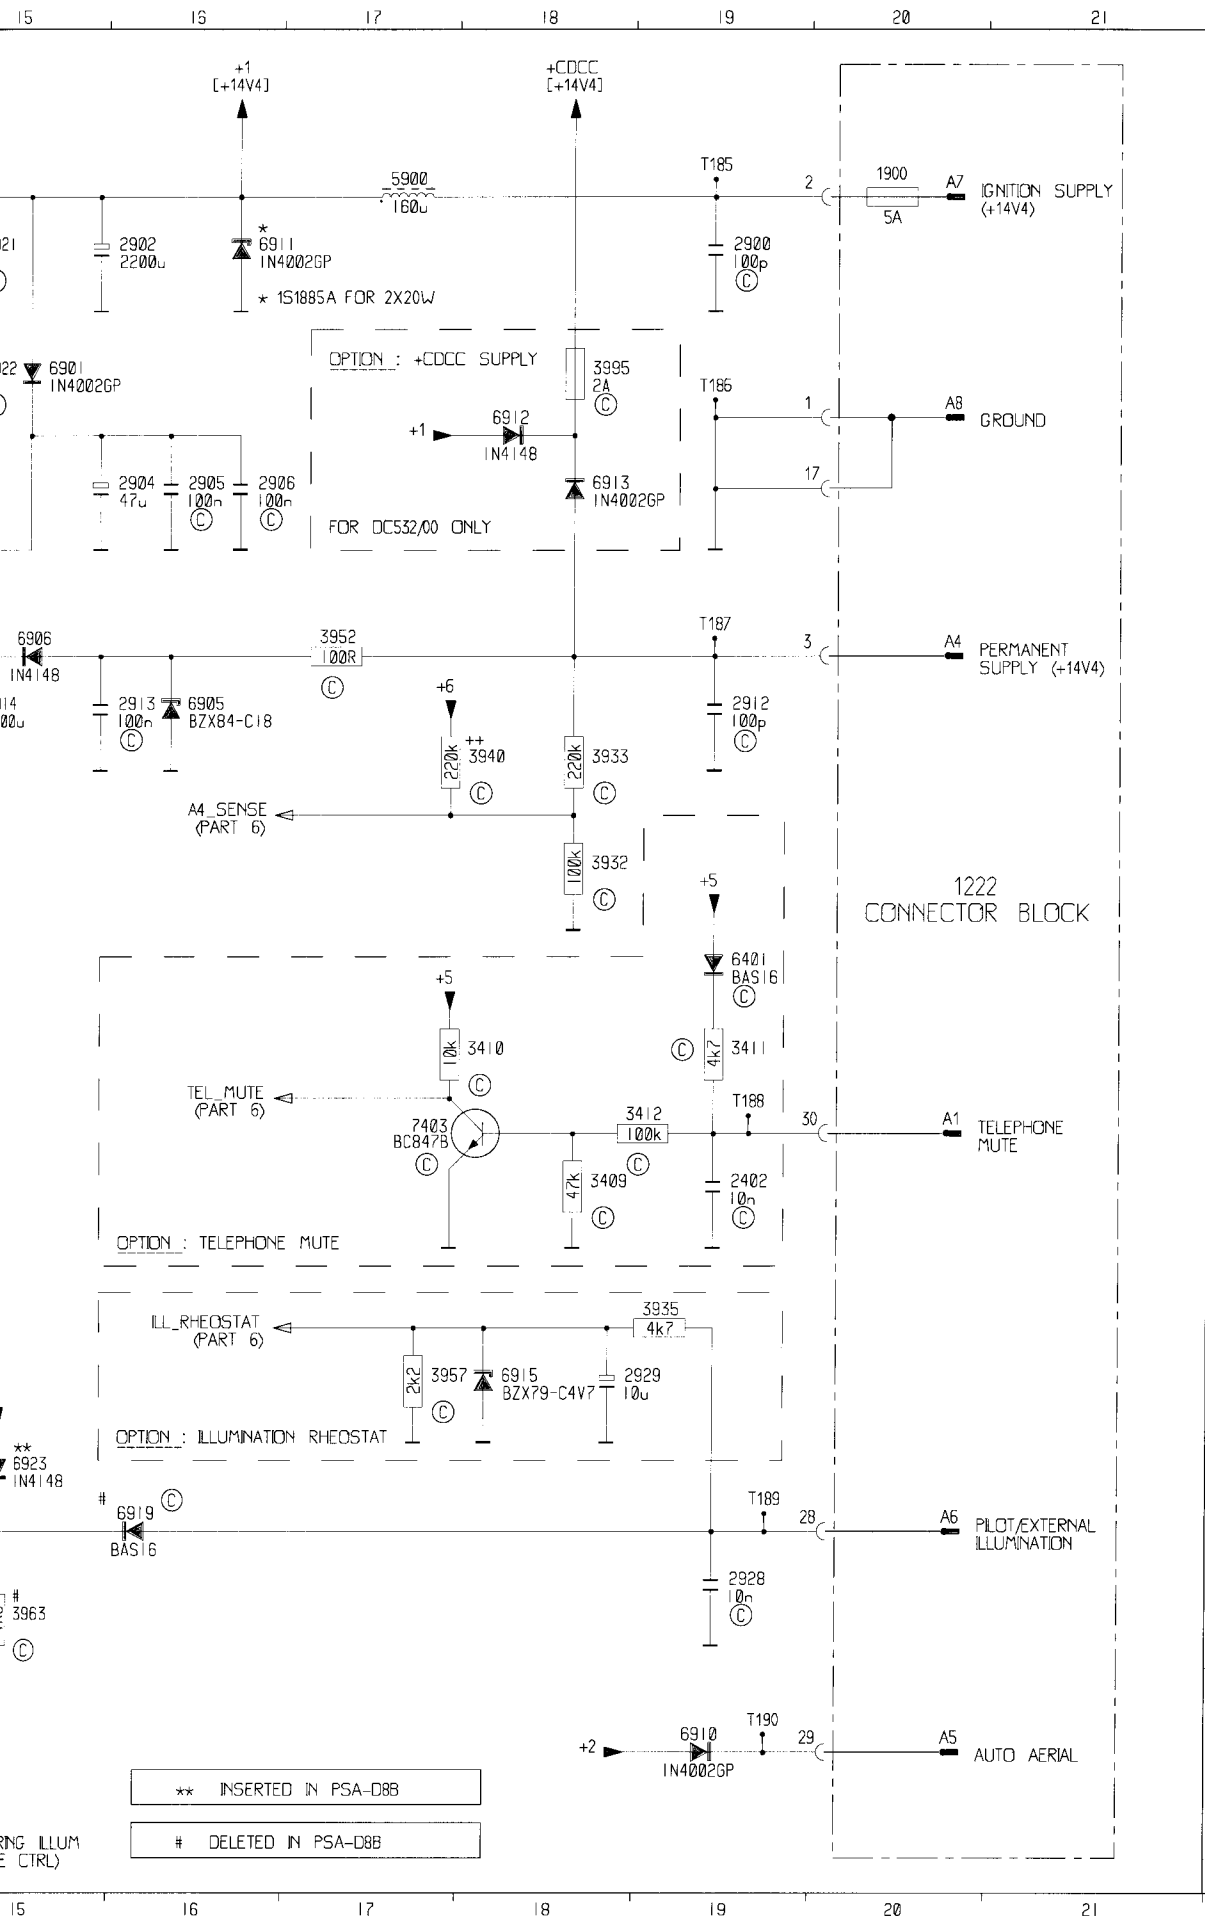 15 16 17 18 19 20 21
+1
[+14V4]
+CDCC
[+14V4]
5900
160u
T185
2
1900
5A
A7
IGNITION SUPPLY
(+14V4)
2902
2200u
*
6911
1N4002GP
* 1S1885A FOR 2X20W
2900
100p
C
OPTION : +CDCC SUPPLY
3995
2A
C
6901
1N4002GP
+1
6912
1N4148
6913
1N4002GP
FOR DC532/00 ONLY
T186
1
17
A8
GROUND
2904
47u
2905
100n
C
2906
100n
C
6906
1N4148
3952
100R
C
T187
3
A4
PERMANENT
SUPPLY (+14V4)
2913
100n
C
6905
BZX84-C18
+6
++
3940
220k
C
3933
220k
C
2912
100p
C
A4_SENSE
(PART 6)
3932
100k
C
1222
CONNECTOR BLOCK
+5
6401
BAS16
C
+5
3410
10k
C
3411
4k7
C
TEL_MUTE
(PART 6)
7403
BC847B
C
3412
100k
C
T188
30
A1
TELEPHONE
MUTE
3409
47k
C
2402
10n
C
OPTION : TELEPHONE MUTE
ILL_RHEOSTAT
(PART 6)
3935
4k7
3957
2k2
C
6915
BZX79-C4V7
2929
10u
OPTION : ILLUMINATION RHEOSTAT
**
6923
1N4148
#
6919
BAS16
C
T189
28
A6
PILOT/EXTERNAL
ILLUMINATION
#
3963
C
2928
10n
C
+2
6910
1N4002GP
T190
29
A5
AUTO AERIAL
** INSERTED IN PSA-D8B
# DELETED IN PSA-D8B
RING ILLUM
E CTRL)
15 16 17 18 19 20 21